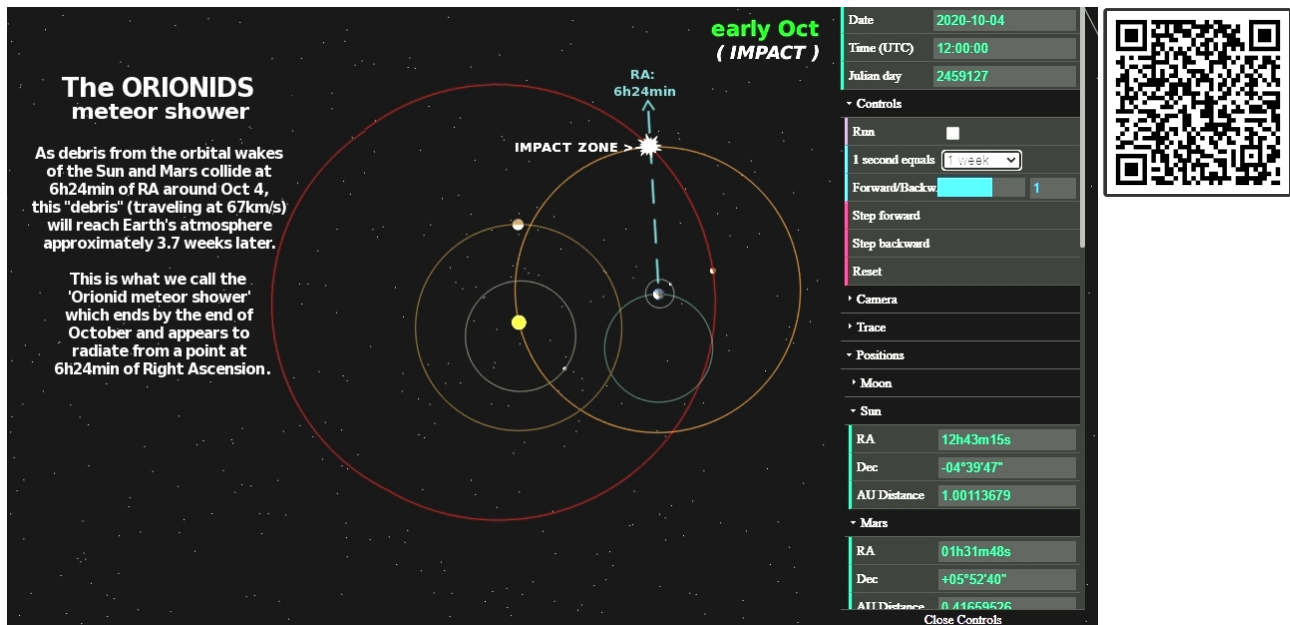 The ORIONIDS
meteor shower
As debris from the orbital wakes
of the Sun and Mars collide at
6h24min of RA around Oct 4,
this "debris" (traveling at 67km/s)
will reach Earth's atmosphere
approximately 3.7 weeks later.
This is what we call the
'Orionid meteor shower'
which ends by the end of
October and appears to
radiate from a point at
6h24min of Right Ascension.
early Oct
( IMPACT )
RA:
6h24min
IMPACT ZONE >
Date 2020-10-04
Time (UTC) 12:00:00
Julian day 2459127
Controls
Run
1 second equals 1 week
Forward/Backw 1
Step forward
Step backward
Reset
Camera
Trace
Positions
Moon
Sun
RA 12h43m15s
Dec -04°39'47"
AU Distance 1.00113679
Mars
RA 01h31m48s
Dec +05°52'40"
AU Distance 0.41659526
Close Controls